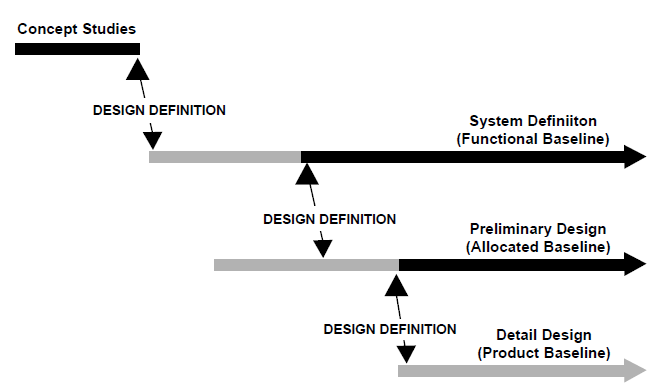 Concept Studies
DESIGN DEFINITION
System Definiiton
(Functional Baseline)
DESIGN DEFINITION
Preliminary Design
(Allocated Baseline)
DESIGN DEFINITION
Detail Design
(Product Baseline)